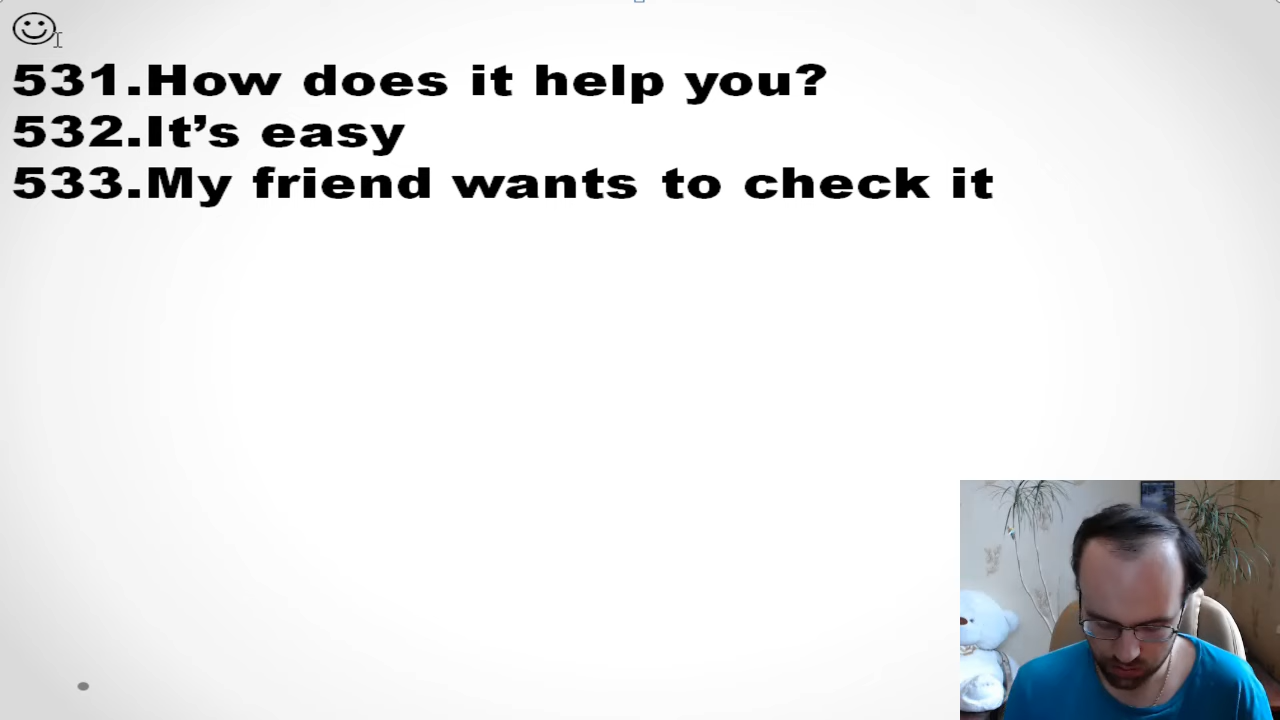 531.How does it help you?
532.It’s easy
533.My friend wants to check it